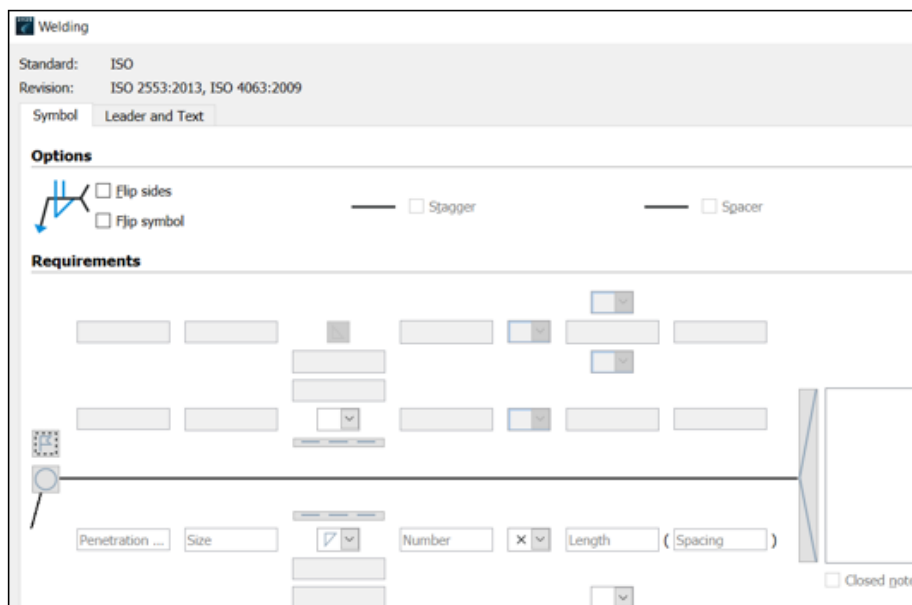 Welding
Standard: ISO
Revision: ISO 2553:2013, ISO 4063:2009
Symbol Leader and Text
Options
Flip sides
Flip symbol
Stagger
Spacer
Requirements
Penetration ... Size Number × Length ( Spacing )
Closed note